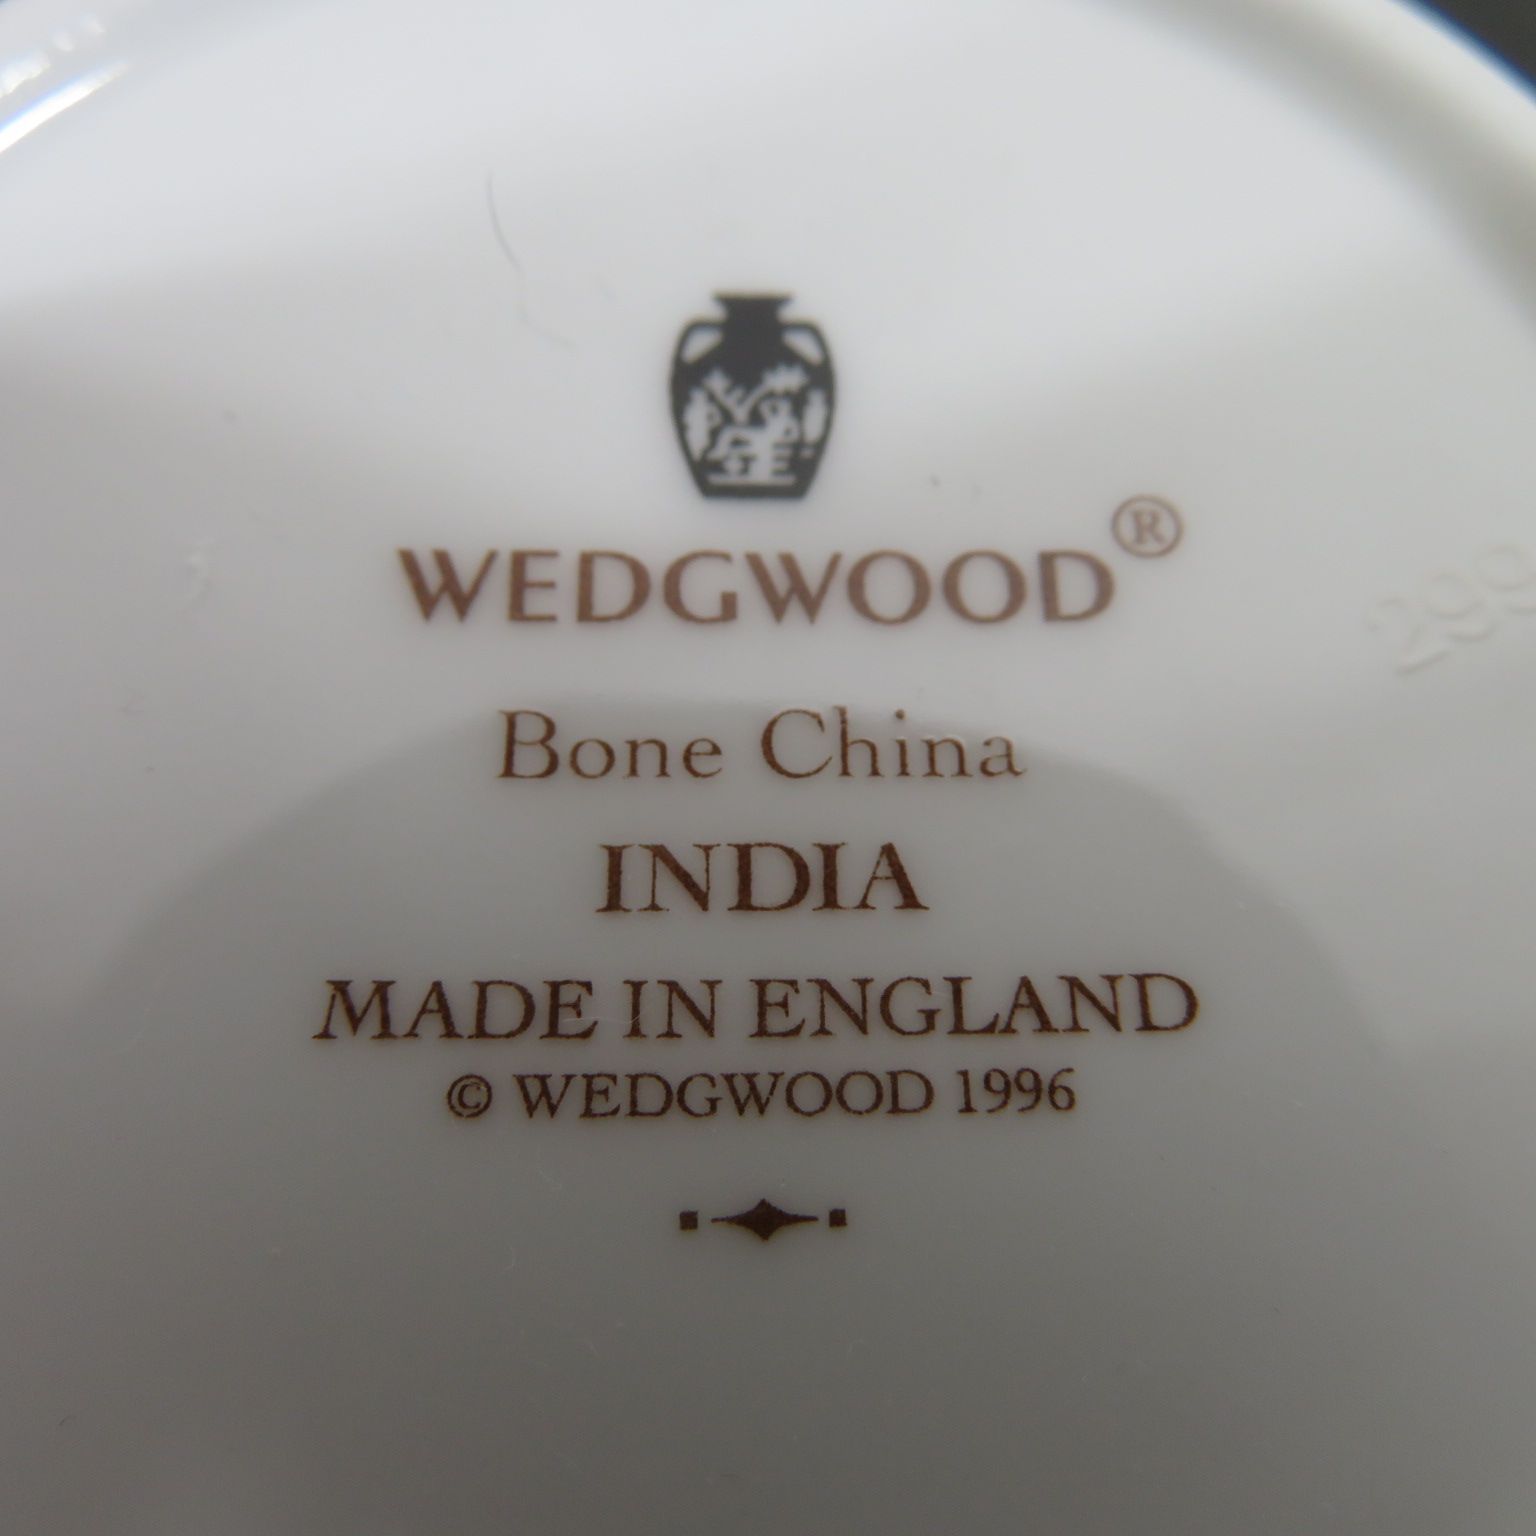 WEDGWOOD®
Bone China
INDIA
MADE IN ENGLAND
© WEDGWOOD 1996